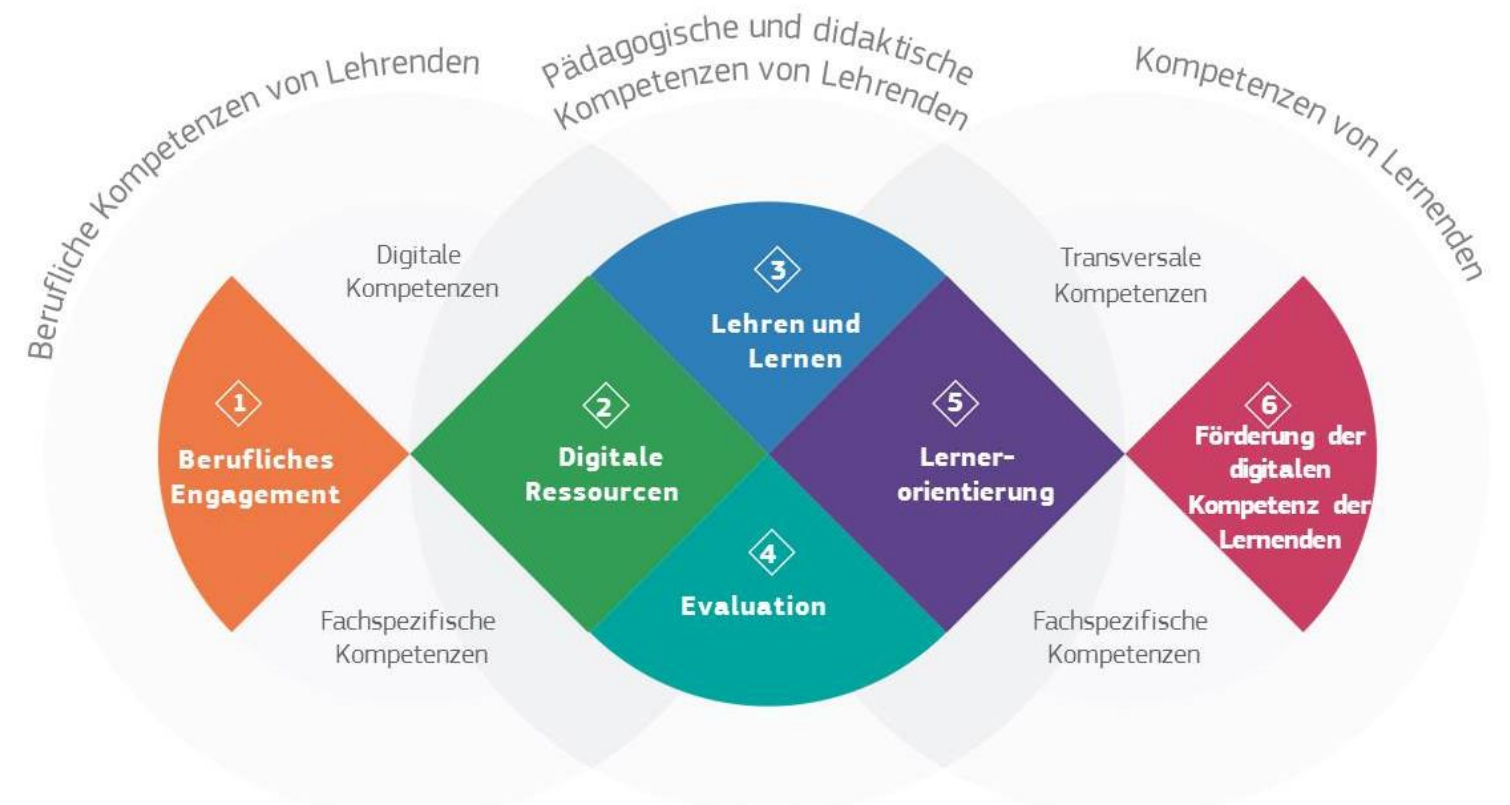 Berufliche Kompetenzen von Lehrenden
Pädagogische und didaktische
Kompetenzen von Lehrenden
Kompetenzen von Lernenden
Digitale
Kompetenzen
Transversale
Kompetenzen
1
Berufliches
Engagement
2
Digitale
Ressourcen
3
Lehren und
Lernen
4
Evaluation
5
Lerner-
orientierung
6
Förderung der
digitalen
Kompetenz der
Lernenden
Fachspezifische
Kompetenzen
Fachspezifische
Kompetenzen